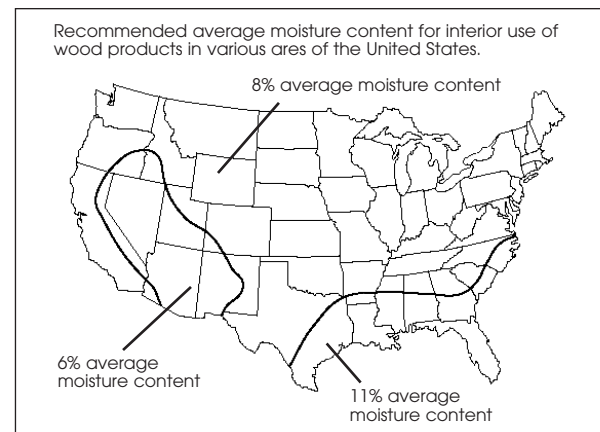 Recommended average moisture content for interior use of
wood products in various ares of the United States.
8% average moisture content
6% average
moisture content
11% average
moisture content